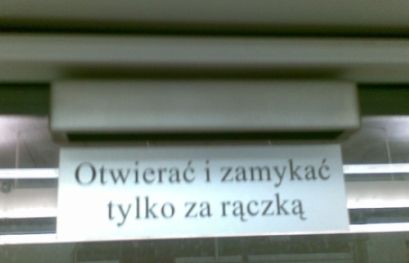 Otwierać i zamykać
tylko za rączką